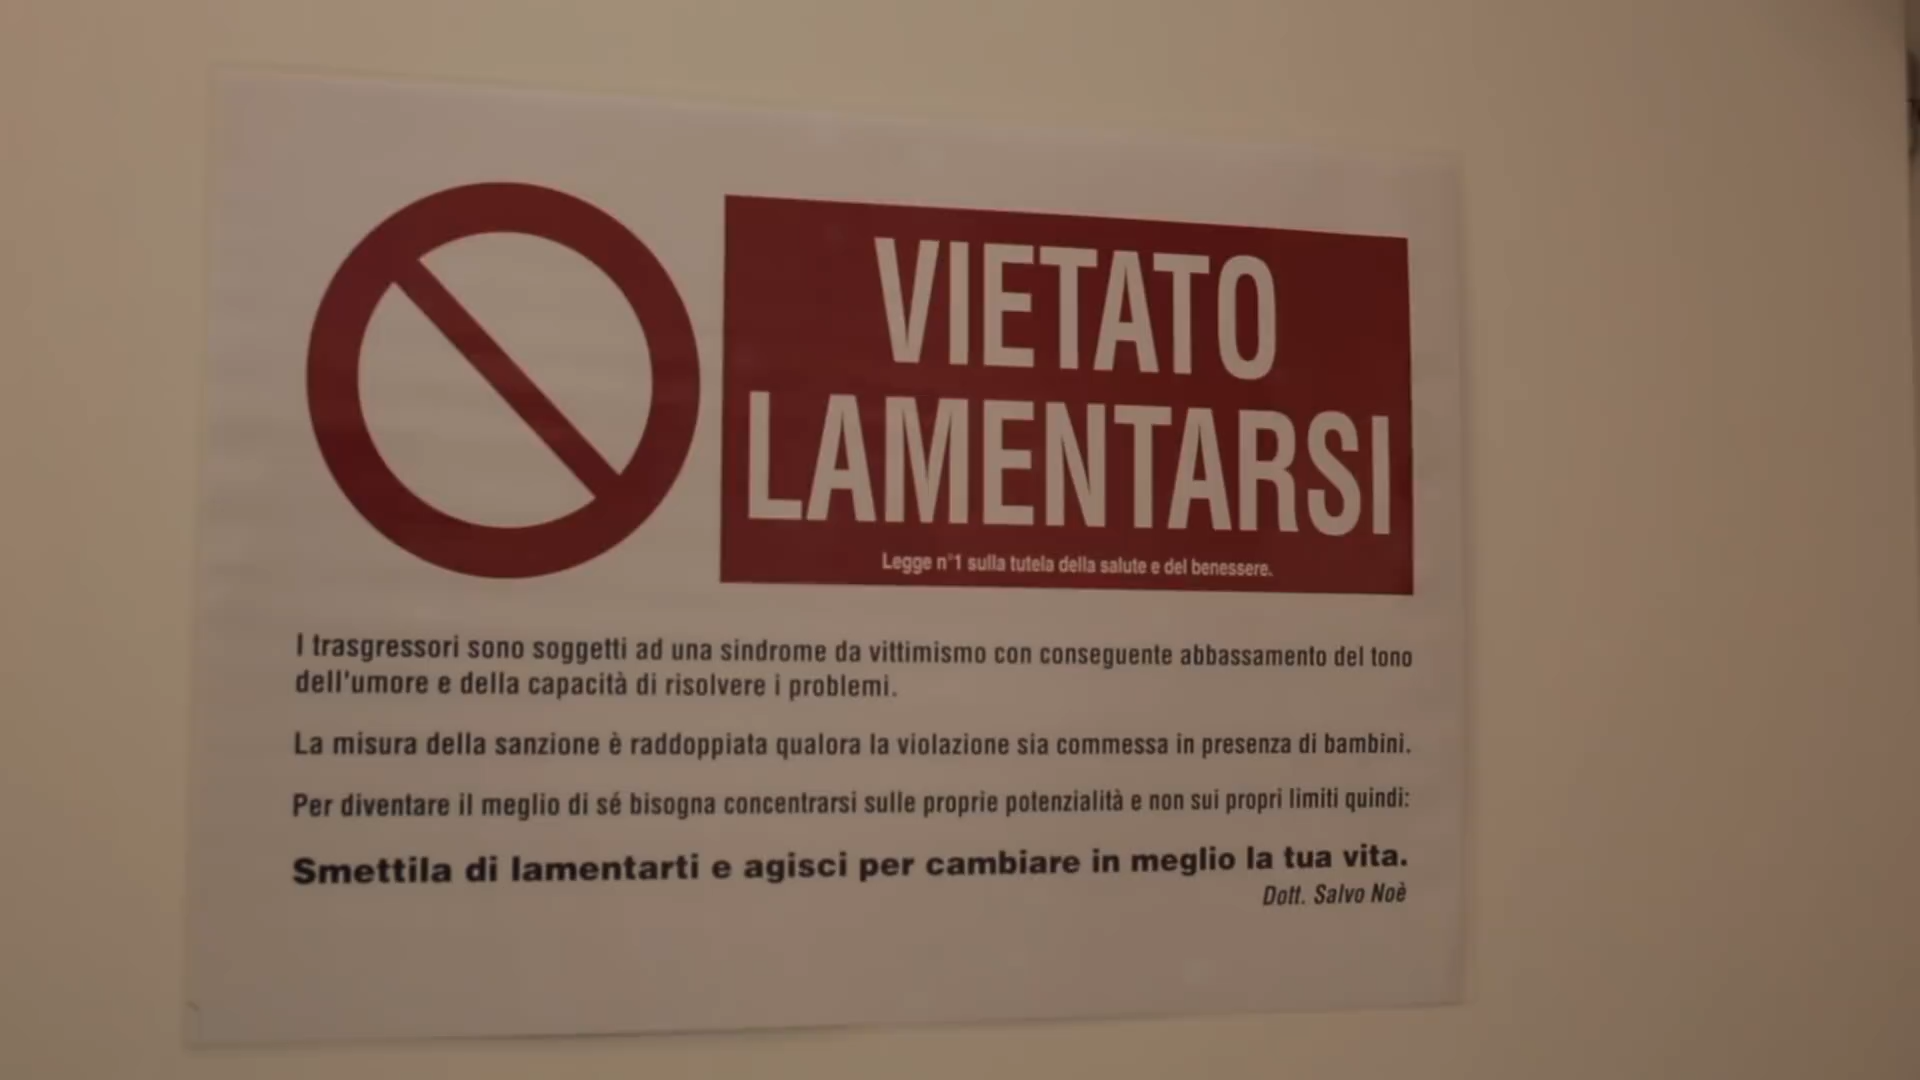 VIETATO
LAMENTARSI
Legge n°1 sulla tutela della salute e del benessere.
I trasgressori sono soggetti ad una sindrome da vittimismo con conseguente abbassamento del tono
dell'umore e della capacità di risolvere i problemi.
La misura della sanzione è raddoppiata qualora la violazione sia commessa in presenza di bambini.
Per diventare il meglio di sé bisogna concentrarsi sulle proprie potenzialità e non sui propri limiti quindi:
Smettila di lamentarti e agisci per cambiare in meglio la tua vita.
Dott. Salvo Noè